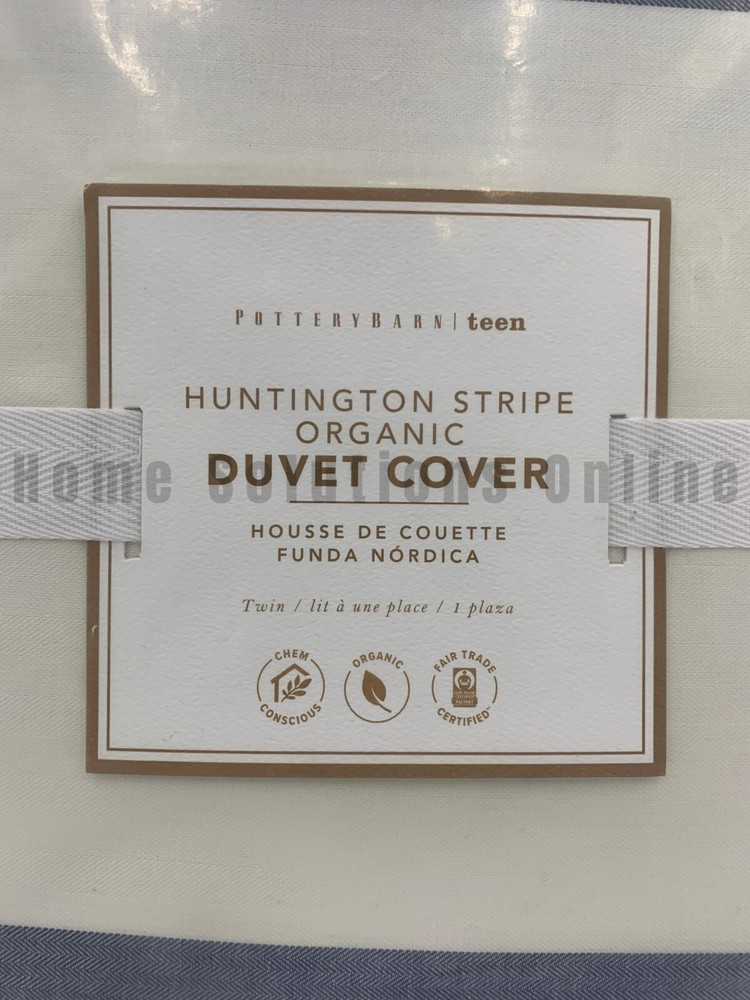 POTTERYBARN | teen
HUNTINGTON STRIPE
ORGANIC
DUVET COVER
Home Solutions Online
HOUSSE DE COUETTE
FUNDA NÓRDICA
Twin / lit à une place / 1 plaza
CHEM CONSCIOUS
ORGANIC
FAIR TRADE CERTIFIED™